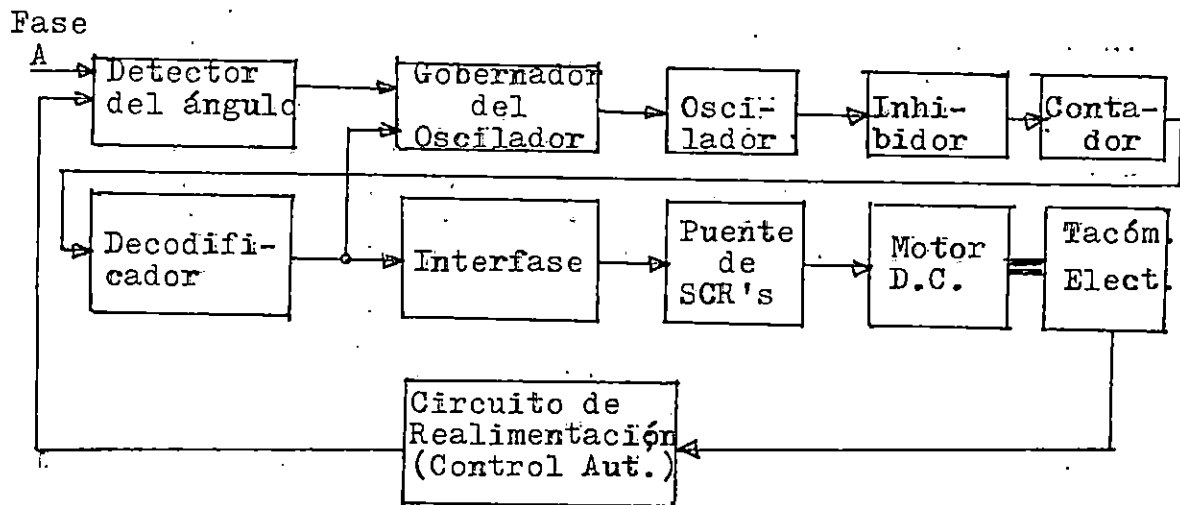 Fase
A
Detector
del ángulo
Gobernador
del
Oscilador
Osci-
lador
Inhi-
bidor
Conta-
dor
Decodifi-
cador
Interfase
Puente
de
SCR's
Motor
D.C.
Tacóm.
Elect.
Circuito de
Realimentación
(Control Aut.)